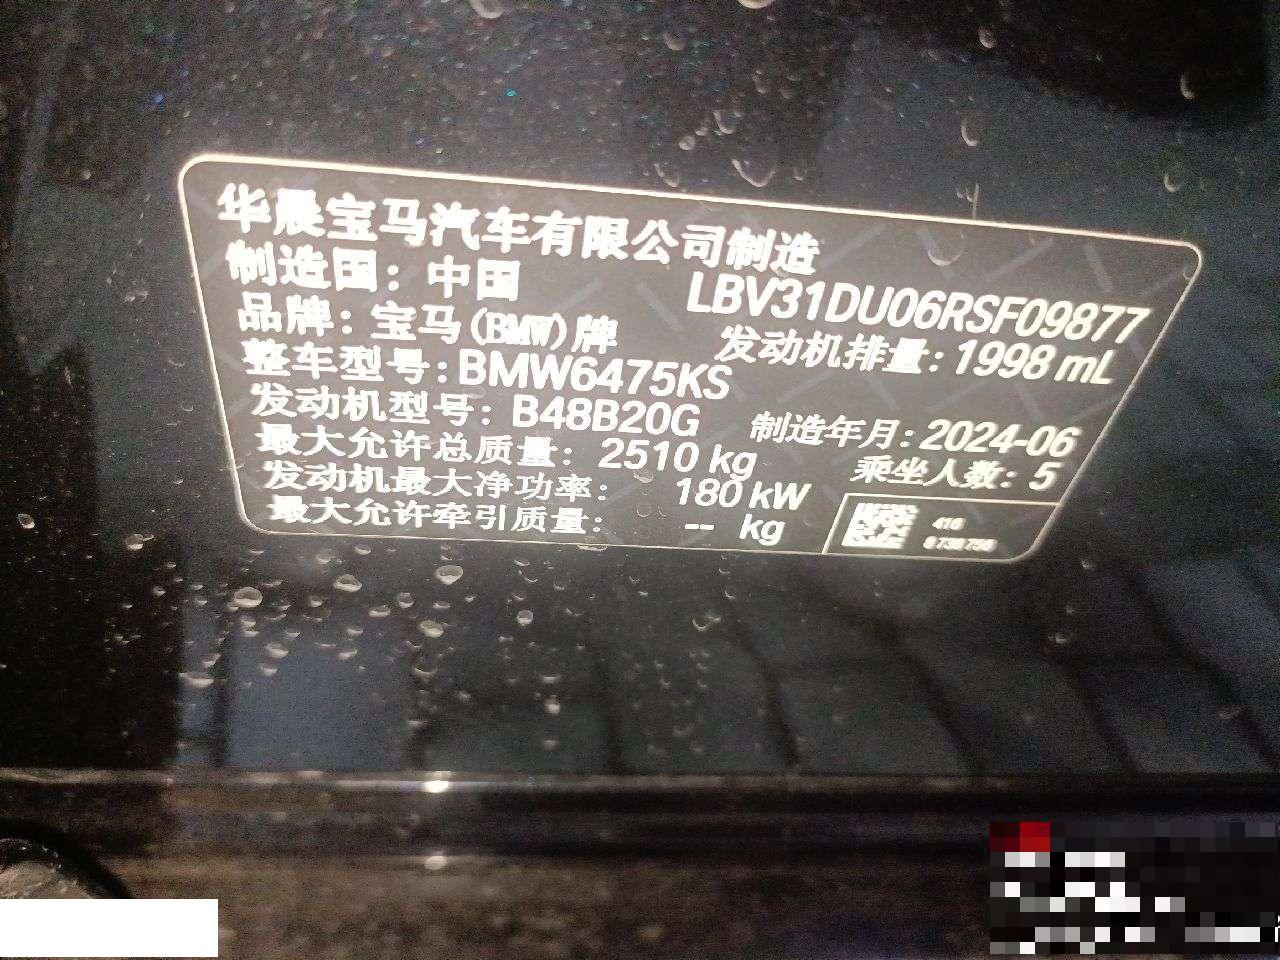 华晨宝马汽车有限公司制造
制造国：中国
LBV31DU06RSF09877
品牌：宝马(BMW)牌
发动机排量：1998 mL
整车型号：BMW6475KS
发动机型号：B48B20G
制造年月：2024-06
最大允许总质量：2510 kg
乘坐人数：5
发动机最大净功率：180 kW
最大允许牵引质量：-- kg
416